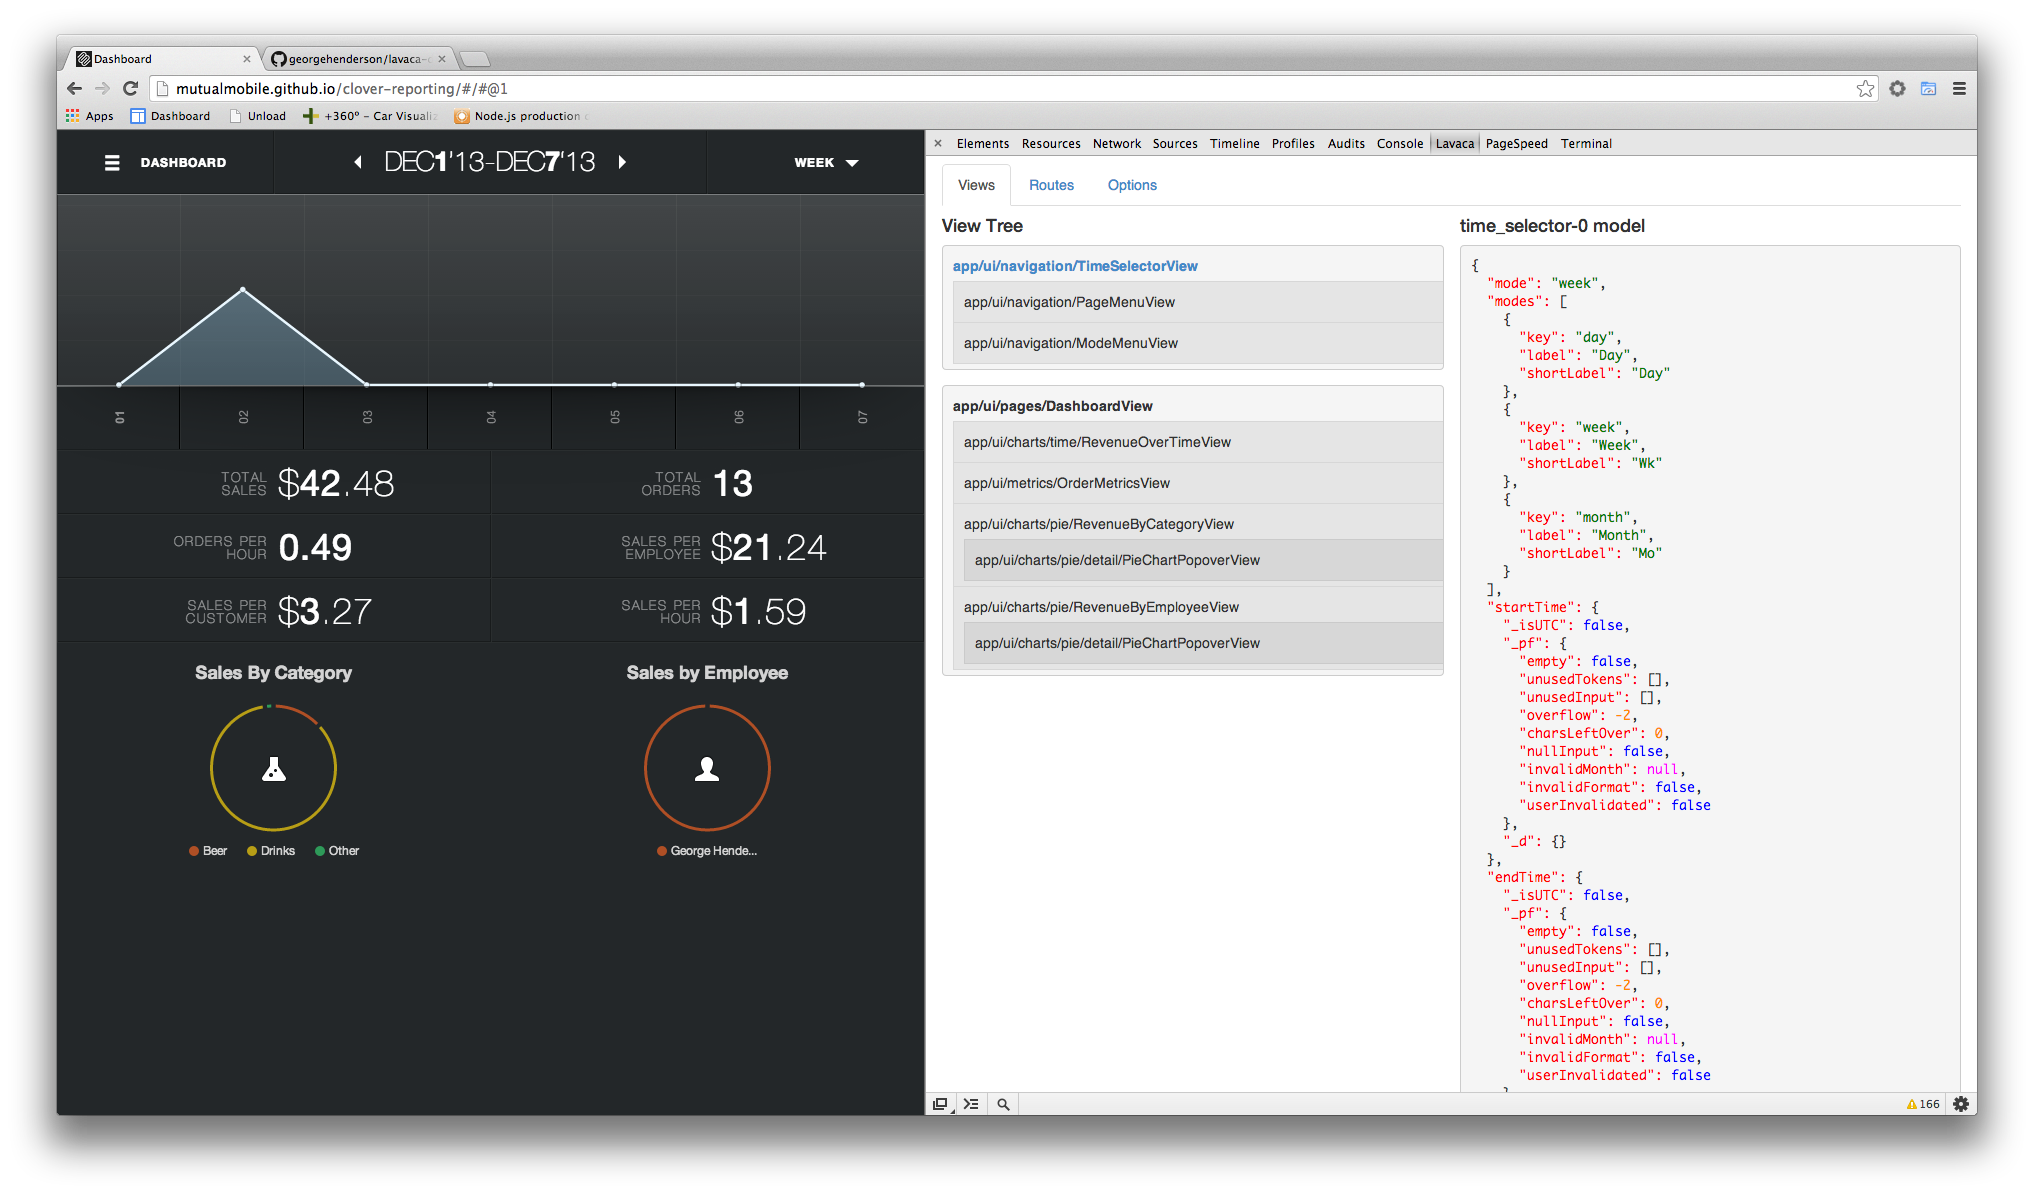 Dashboard
georgehenderson/lavaca-
mutualmobile.github.io/clover-reporting/#/#@1
Apps Dashboard Unload +360° – Car Visualiz Node.js production
DASHBOARD
DEC1'13-DEC7'13
WEEK
01 02 03 04 05 06 07
TOTAL SALES $42.48
TOTAL ORDERS 13
ORDERS PER HOUR 0.49
SALES PER EMPLOYEE $21.24
SALES PER CUSTOMER $3.27
SALES PER HOUR $1.59
Sales By Category
Sales by Employee
Beer Drinks Other
George Hende...
Elements Resources Network Sources Timeline Profiles Audits Console Lavaca PageSpeed Terminal
Views Routes Options
View Tree
app/ui/navigation/TimeSelectorView
app/ui/navigation/PageMenuView
app/ui/navigation/ModeMenuView
app/ui/pages/DashboardView
app/ui/charts/time/RevenueOverTimeView
app/ui/metrics/OrderMetricsView
app/ui/charts/pie/RevenueByCategoryView
app/ui/charts/pie/detail/PieChartPopoverView
app/ui/charts/pie/RevenueByEmployeeView
app/ui/charts/pie/detail/PieChartPopoverView
time_selector-0 model
{
"mode": "week",
"modes": [
{
"key": "day",
"label": "Day",
"shortLabel": "Day"
},
{
"key": "week",
"label": "Week",
"shortLabel": "Wk"
},
{
"key": "month",
"label": "Month",
"shortLabel": "Mo"
}
],
"startTime": {
"_isUTC": false,
"_pf": {
"empty": false,
"unusedTokens": [],
"unusedInput": [],
"overflow": -2,
"charsLeftOver": 0,
"nullInput": false,
"invalidMonth": null,
"invalidFormat": false,
"userInvalidated": false
},
"_d": {}
},
"endTime": {
"_isUTC": false,
"_pf": {
"empty": false,
"unusedTokens": [],
"unusedInput": [],
"overflow": -2,
"charsLeftOver": 0,
"nullInput": false,
"invalidMonth": null,
"invalidFormat": false,
"userInvalidated": false
166